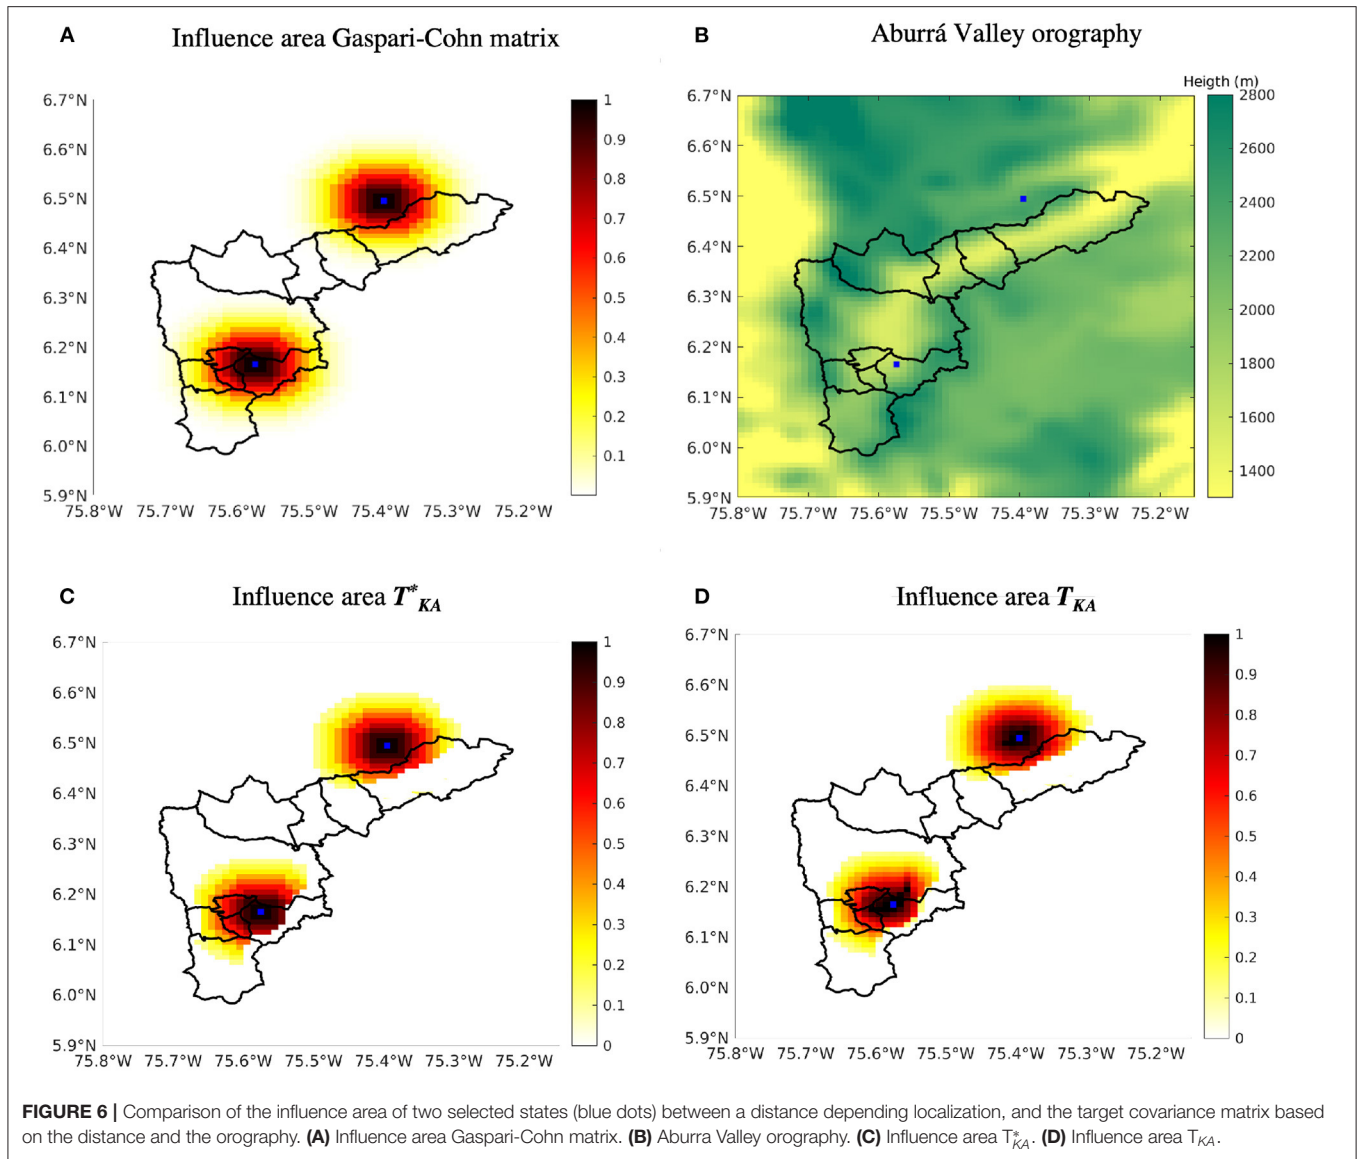 A
Influence area Gaspari-Cohn matrix
6.7°N
6.6°N
6.5°N
6.4°N
6.3°N
6.2°N
6.1°N
6.0°N
5.9°N
75.8°W 75.7°W 75.6°W 75.5°W 75.4°W 75.3°W 75.2°W
1
0.9
0.8
0.7
0.6
0.5
0.4
0.3
0.2
0.1
B
Aburrá Valley orography
Heigth (m)
6.7°N
6.6°N
6.5°N
6.4°N
6.3°N
6.2°N
6.1°N
6.0°N
5.9°N
75.8°W 75.7°W 75.6°W 75.5°W 75.4°W 75.3°W 75.2°W
2800
2600
2400
2200
2000
1800
1600
1400
C
Influence area T*KA
6.7°N
6.6°N
6.5°N
6.4°N
6.3°N
6.2°N
6.1°N
6.0°N
5.9°N
75.8°W 75.7°W 75.6°W 75.5°W 75.4°W 75.3°W 75.2°W
1
0.9
0.8
0.7
0.6
0.5
0.4
0.3
0.2
0.1
0
D
Influence area TKA
6.7°N
6.6°N
6.5°N
6.4°N
6.3°N
6.2°N
6.1°N
6.0°N
5.9°N
75.8°W 75.7°W 75.6°W 75.5°W 75.4°W 75.3°W 75.2°W
1
0.9
0.8
0.7
0.6
0.5
0.4
0.3
0.2
0.1
0
FIGURE 6 | Comparison of the influence area of two selected states (blue dots) between a distance depending localization, and the target covariance matrix based
on the distance and the orography. (A) Influence area Gaspari-Cohn matrix. (B) Aburra Valley orography. (C) Influence area T*KA. (D) Influence area TKA.